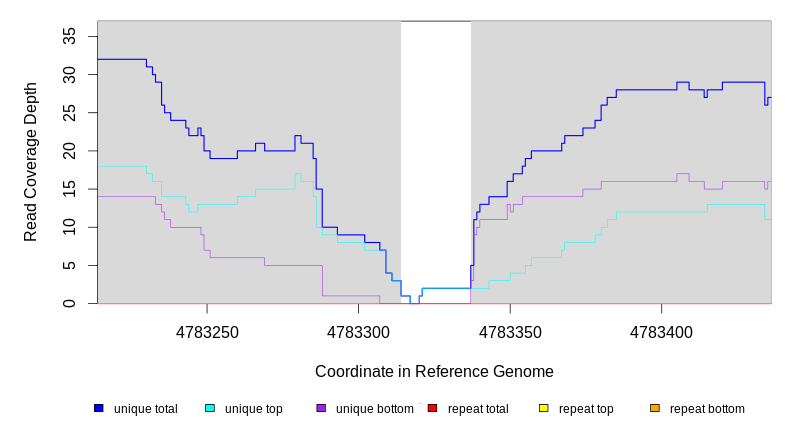 35
30
25
20
15
10
5
0
Read Coverage Depth
4783250 4783300 4783350 4783400
Coordinate in Reference Genome
unique total unique top unique bottom repeat total repeat top repeat bottom